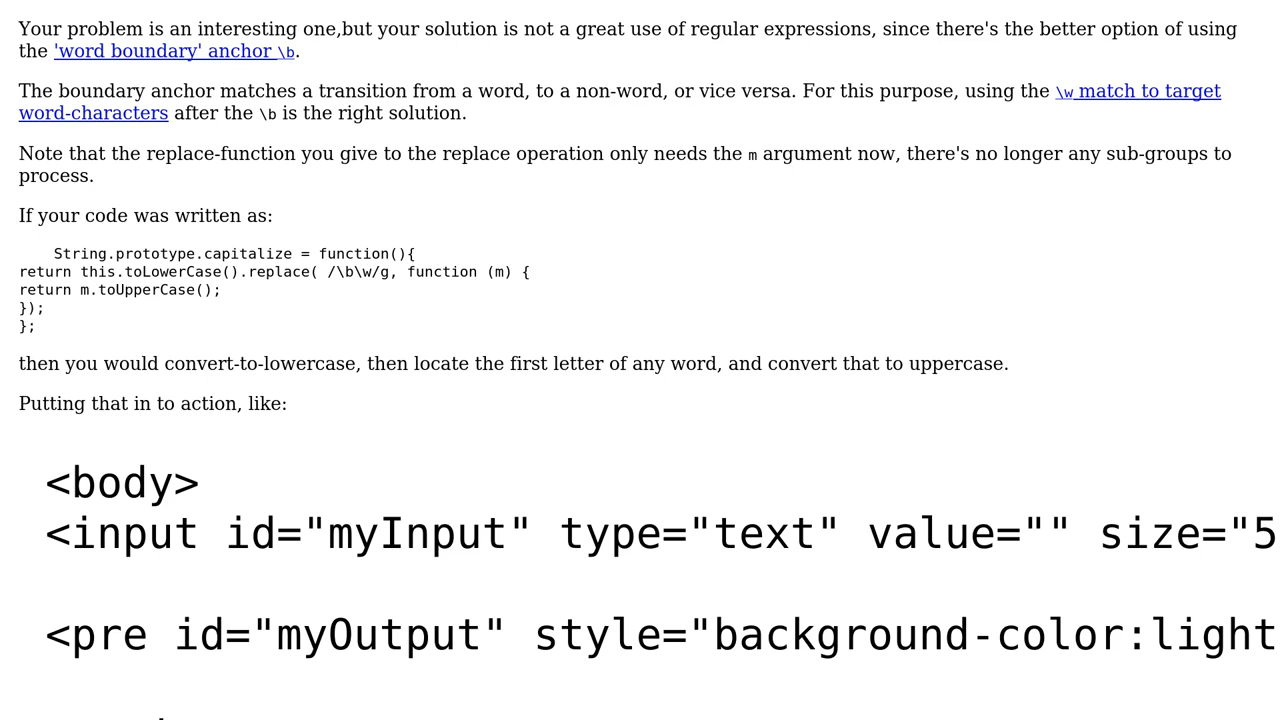 Your problem is an interesting one,but your solution is not a great use of regular expressions, since there's the better option of using
the 'word boundary' anchor \b.
The boundary anchor matches a transition from a word, to a non-word, or vice versa. For this purpose, using the \w match to target
word-characters after the \b is the right solution.
Note that the replace-function you give to the replace operation only needs the m argument now, there's no longer any sub-groups to
process.
If your code was written as:
    String.prototype.capitalize = function(){
return this.toLowerCase().replace( /\b\w/g, function (m) {
return m.toUpperCase();
});
};
then you would convert-to-lowercase, then locate the first letter of any word, and convert that to uppercase.
Putting that in to action, like:
<body>
<input id="myInput" type="text" value="" size="5
<pre id="myOutput" style="background-color:light